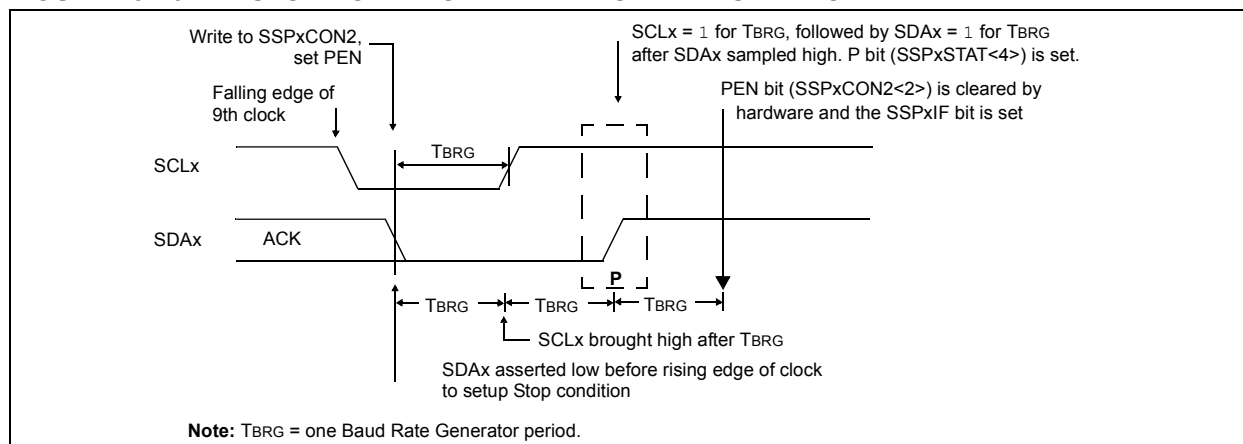 Write to SSPxCON2,
set PEN
SCLx = 1 for TBRG, followed by SDAx = 1 for TBRG
after SDAx sampled high. P bit (SSPxSTAT<4>) is set.
Falling edge of
9th clock
PEN bit (SSPxCON2<2>) is cleared by
hardware and the SSPxIF bit is set
TBRG
SCLx
SDAx
ACK
P
TBRG
TBRG
TBRG
SCLx brought high after TBRG
SDAx asserted low before rising edge of clock
to setup Stop condition
Note: TBRG = one Baud Rate Generator period.